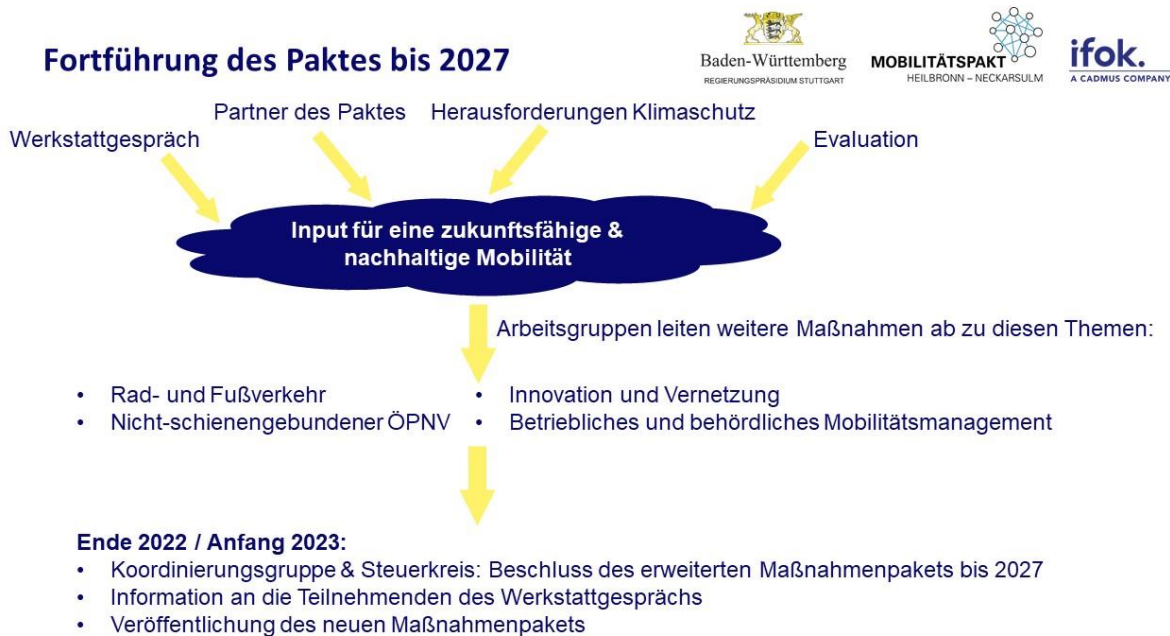 Fortführung des Paktes bis 2027
Baden-Württemberg
REGIERUNGSPRÄSIDIUM STUTTGART
MOBILITÄTSPAKT
HEILBRONN – NECKARSULM
ifok.
A CADMUS COMPANY
Werkstattgespräch
Partner des Paktes
Herausforderungen Klimaschutz
Evaluation
Input für eine zukunftsfähige &
nachhaltige Mobilität
Arbeitsgruppen leiten weitere Maßnahmen ab zu diesen Themen:
• Rad- und Fußverkehr
• Nicht-schienengebundener ÖPNV
• Innovation und Vernetzung
• Betriebliches und behördliches Mobilitätsmanagement
Ende 2022 / Anfang 2023:
• Koordinierungsgruppe & Steuerkreis: Beschluss des erweiterten Maßnahmenpakets bis 2027
• Information an die Teilnehmenden des Werkstattgesprächs
• Veröffentlichung des neuen Maßnahmenpakets